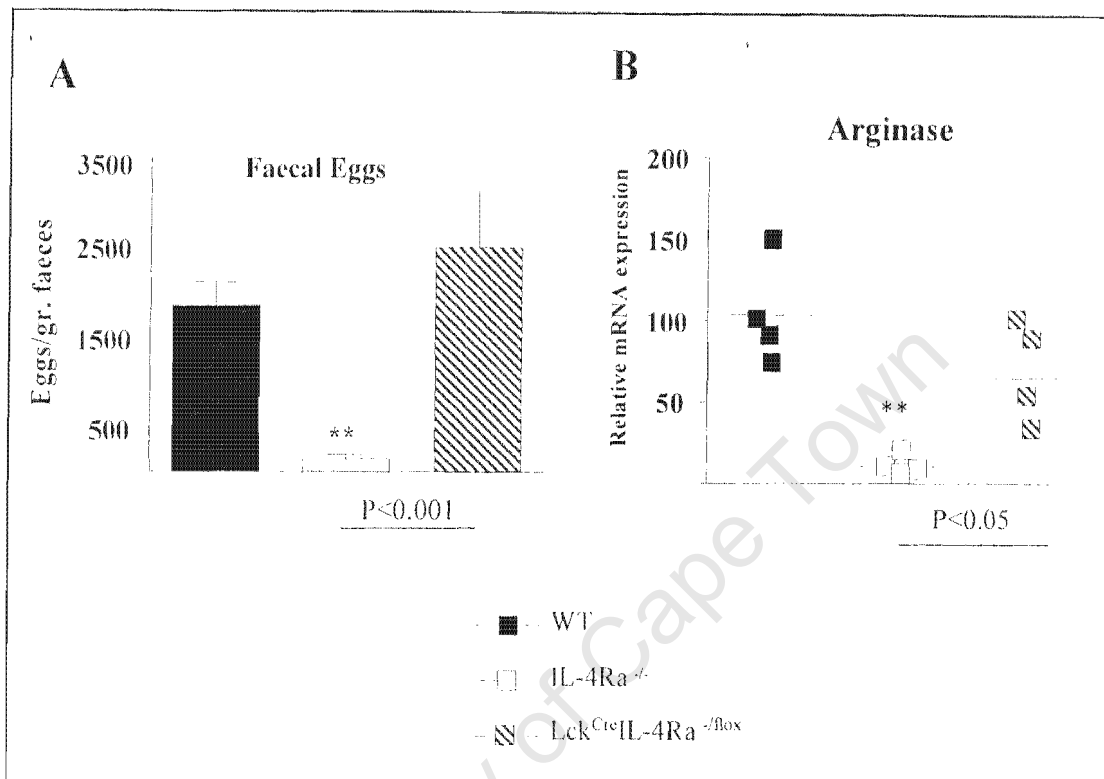 A
Faecal Eggs
Eggs/gr. faeces
3500
2500
1500
500
**
P<0.001
B
Arginase
Relative mRNA expression
200
150
100
50
**
P<0.05
WT
IL-4Ra -/-
Lck Cre IL-4Ra -/flox
y of Cape Town